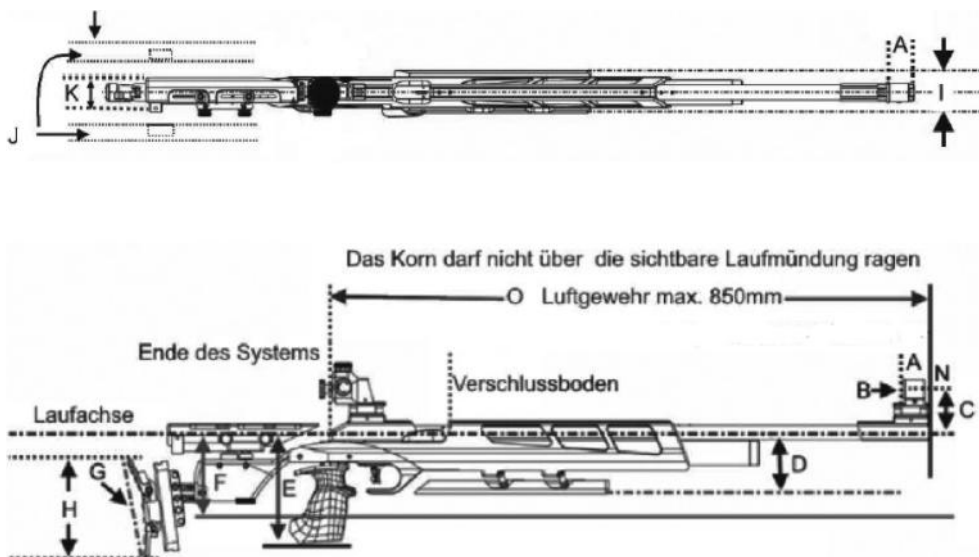 A
K
I
J
Das Korn darf nicht über die sichtbare Laufmündung ragen
O Luftgewehr max. 850mm
Ende des Systems
A
N
B
Verschlussboden
C
Laufachse
D
G
F
E
H